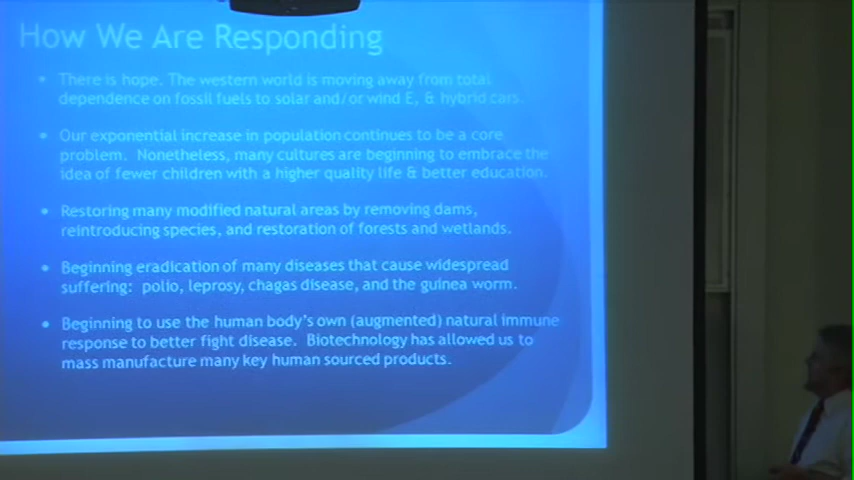 How We Are Responding
• There is hope. The western world is moving away from total
dependence on fossil fuels to solar and/or wind E, & hybrid cars.
• Our exponential increase in population continues to be a core
problem. Nonetheless, many cultures are beginning to embrace the
idea of fewer children with a higher quality life & better education.
• Restoring many modified natural areas by removing dams,
reintroducing species, and restoration of forests and wetlands.
• Beginning eradication of many diseases that cause widespread
suffering: polio, leprosy, chagas disease, and the guinea worm.
• Beginning to use the human body's own (augmented) natural immune
response to better fight disease. Biotechnology has allowed us to
mass manufacture many key human sourced products.